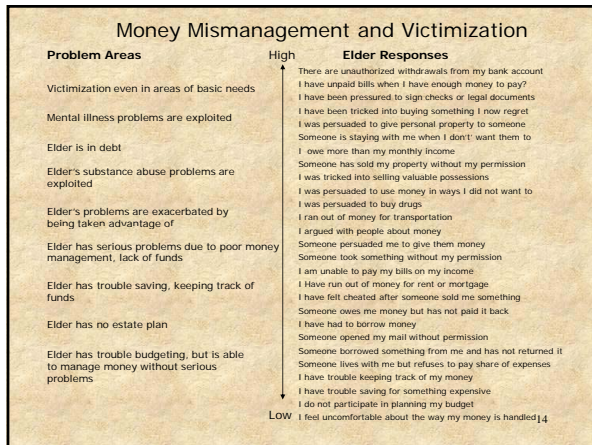 Money Mismanagement and Victimization
Problem Areas
High
Elder Responses
Victimization even in areas of basic needs
Mental illness problems are exploited
Elder is in debt
Elder's substance abuse problems are
exploited
Elder's problems are exacerbated by
being taken advantage of
Elder has serious problems due to poor money
management, lack of funds
Elder has trouble saving, keeping track of
funds
Elder has no estate plan
Elder has trouble budgeting, but is able
to manage money without serious
problems
There are unauthorized withdrawals from my bank account
I have unpaid bills when I have enough money to pay?
I have been pressured to sign checks or legal documents
I have been tricked into buying something I now regret
I was persuaded to give personal property to someone
Someone is staying with me when I don't' want them to
I owe more than my monthly income
Someone has sold my property without my permission
I was tricked into selling valuable possessions
I was persuaded to use money in ways I did not want to
I was persuaded to buy drugs
I ran out of money for transportation
I argued with people about money
Someone persuaded me to give them money
Someone took something without my permission
I am unable to pay my bills on my income
I Have run out of money for rent or mortgage
I have felt cheated after someone sold me something
Someone owes me money but has not paid it back
I have had to borrow money
Someone opened my mail without permission
Someone borrowed something from me and has not returned it
Someone lives with me but refuses to pay share of expenses
I have trouble keeping track of my money
I have trouble saving for something expensive
I do not participate in planning my budget
Low
I feel uncomfortable about the way my money is handled
14